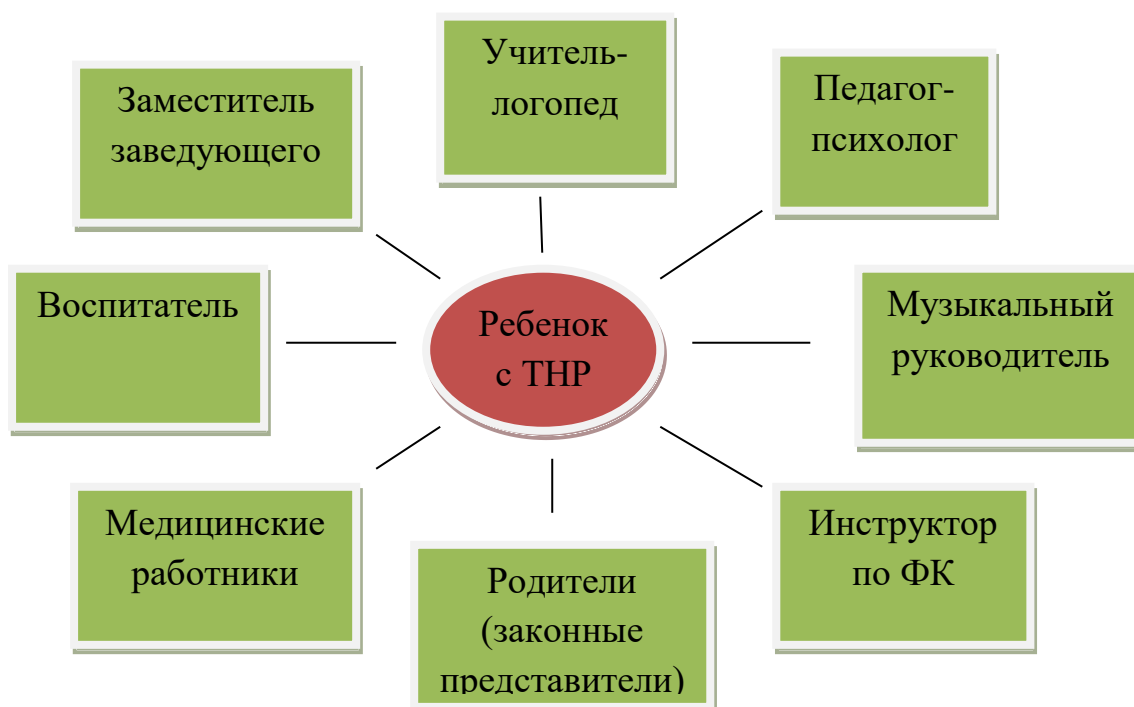 Учитель-
логопед
Заместитель
заведующего
Педагог-
психолог
Воспитатель
Ребенок
с ТНР
Музыкальный
руководитель
Медицинские
работники
Родители
(законные
представители)
Инструктор
по ФК